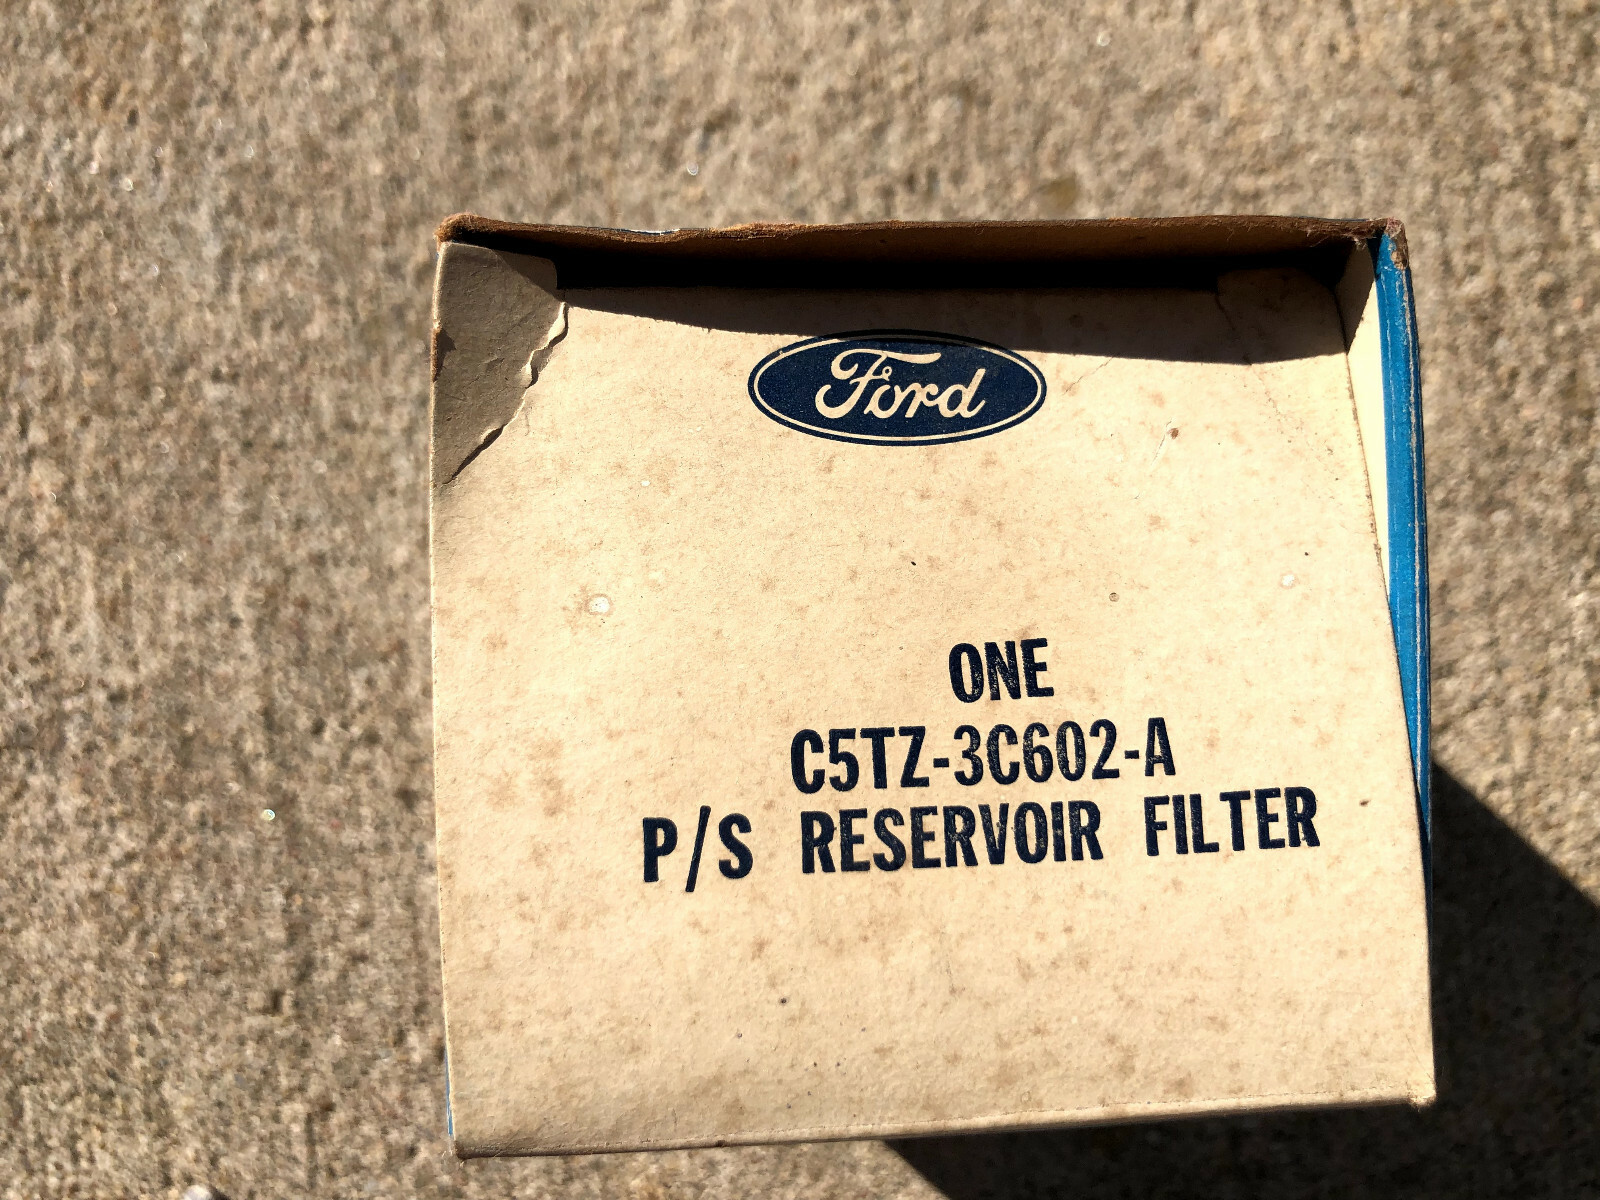 Ford
ONE
C5TZ-3C602-A
P/S RESERVOIR FILTER